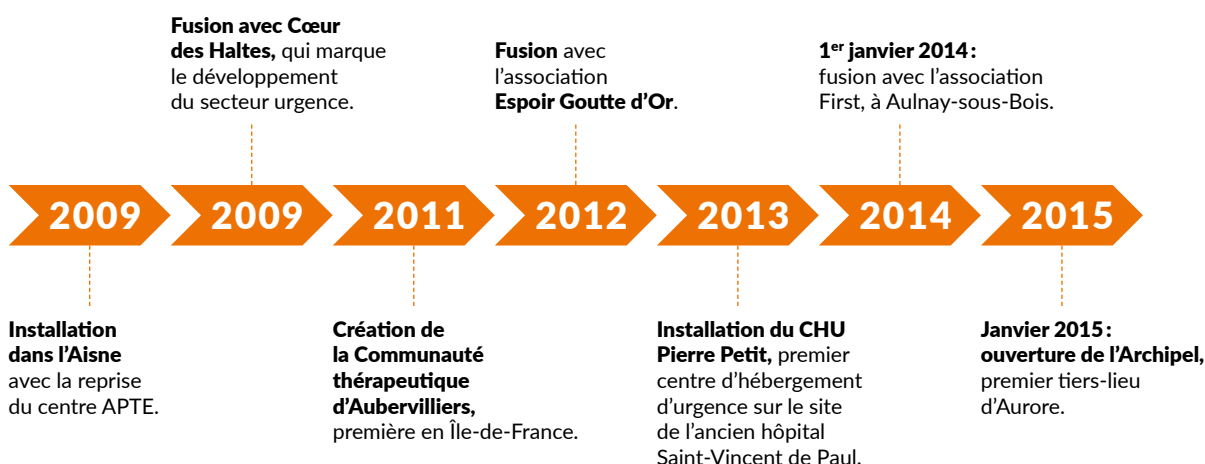 Fusion avec Cœur
des Haltes, qui marque
le développement
du secteur urgence.
Fusion avec
l’association
Espoir Goutte d’Or.
1er janvier 2014 :
fusion avec l’association
First, à Aulnay-sous-Bois.
2009
2009
2011
2012
2013
2014
2015
Installation
dans l’Aisne
avec la reprise
du centre APTE.
Création de
la Communauté
thérapeutique
d’Aubervilliers,
première en Île-de-France.
Installation du CHU
Pierre Petit, premier
centre d’hébergement
d’urgence sur le site
de l’ancien hôpital
Saint-Vincent de Paul.
Janvier 2015 :
ouverture de l’Archipel,
premier tiers-lieu
d’Aurore.